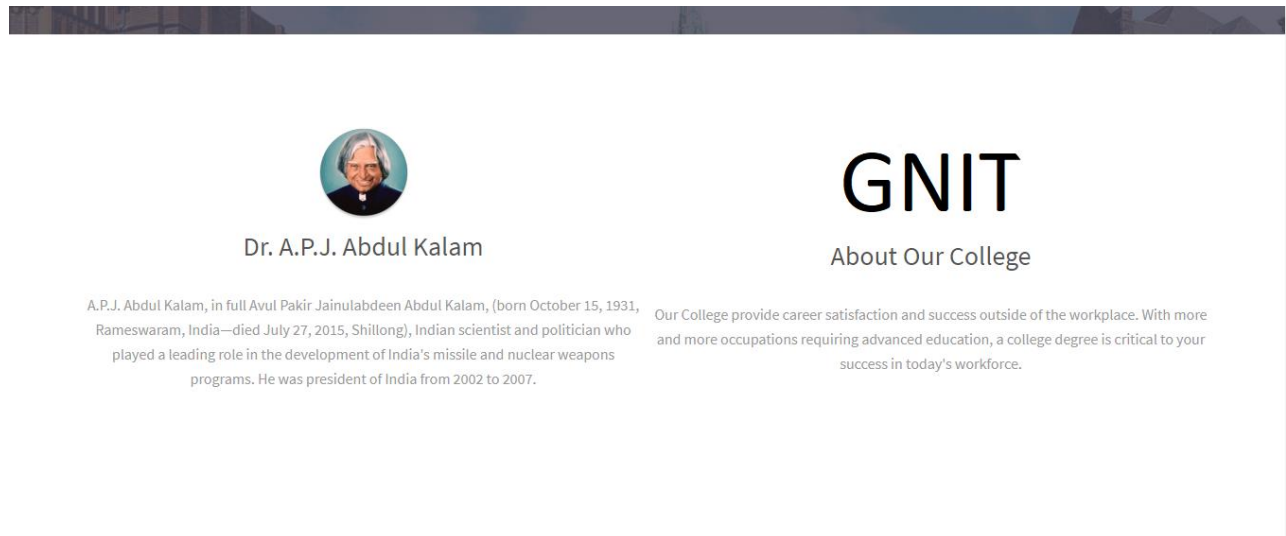 Dr. A.P.J. Abdul Kalam
A.P.J. Abdul Kalam, in full Avul Pakir Jainulabdeen Abdul Kalam, (born October 15, 1931,
Rameswaram, India—died July 27, 2015, Shillong), Indian scientist and politician who
played a leading role in the development of India's missile and nuclear weapons
programs. He was president of India from 2002 to 2007.
GNIT
About Our College
Our College provide career satisfaction and success outside of the workplace. With more
and more occupations requiring advanced education, a college degree is critical to your
success in today's workforce.